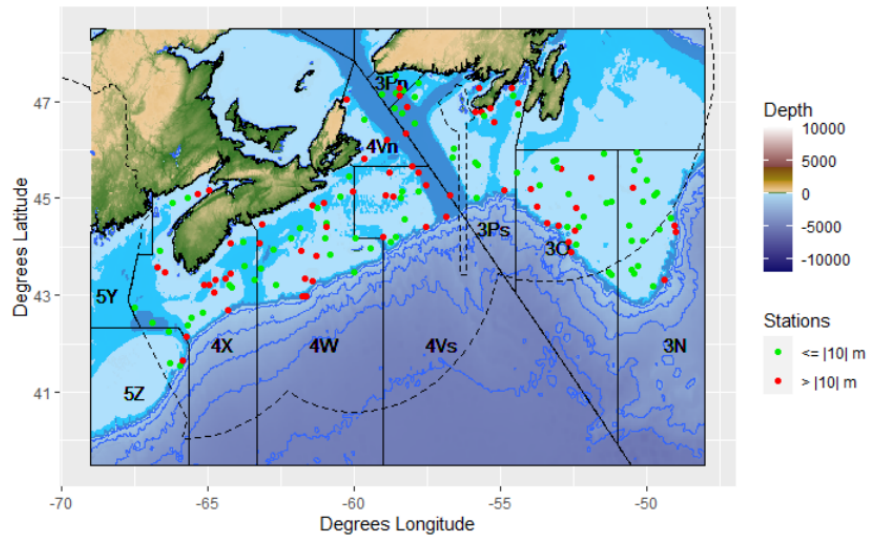 47
45
43
41
Degrees Latitude
3Pn
4Vn
3Ps
3O
5Y
4X
4W
4Vs
3N
5Z
-70
-65
-60
-55
-50
Degrees Longitude
Depth
10000
5000
0
-5000
-10000
Stations
<= |10| m
> |10| m